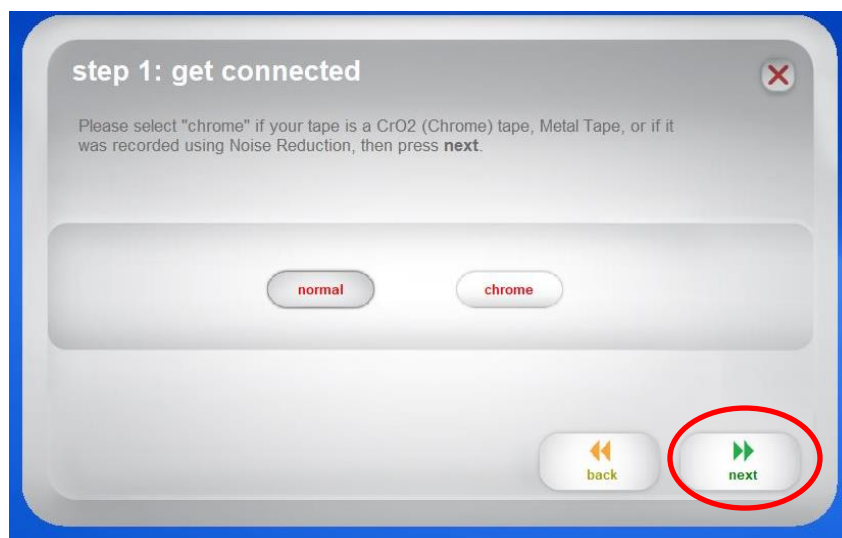 step 1: get connected
Please select "chrome" if your tape is a CrO2 (Chrome) tape, Metal Tape, or if it
was recorded using Noise Reduction, then press next.
normal
chrome
back
next